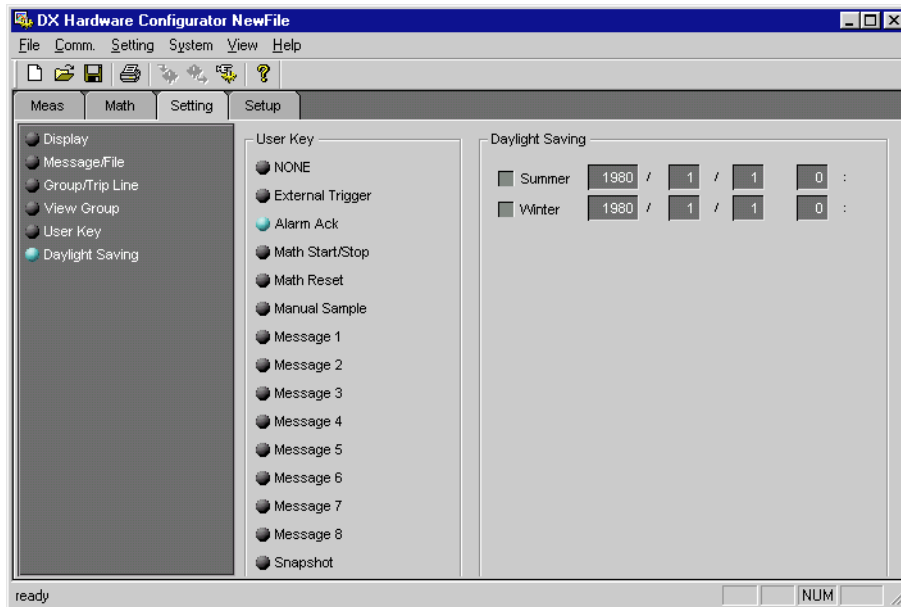 DX Hardware Configurator NewFile
File Comm. Setting System View Help
Meas Math Setting Setup
Display
Message/File
Group/Trip Line
View Group
User Key
Daylight Saving
User Key
NONE
External Trigger
Alarm Ack
Math Start/Stop
Math Reset
Manual Sample
Message 1
Message 2
Message 3
Message 4
Message 5
Message 6
Message 7
Message 8
Snapshot
Daylight Saving
Summer 1980 / 1 / 1 0 :
Winter 1980 / 1 / 1 0 :
ready NUM